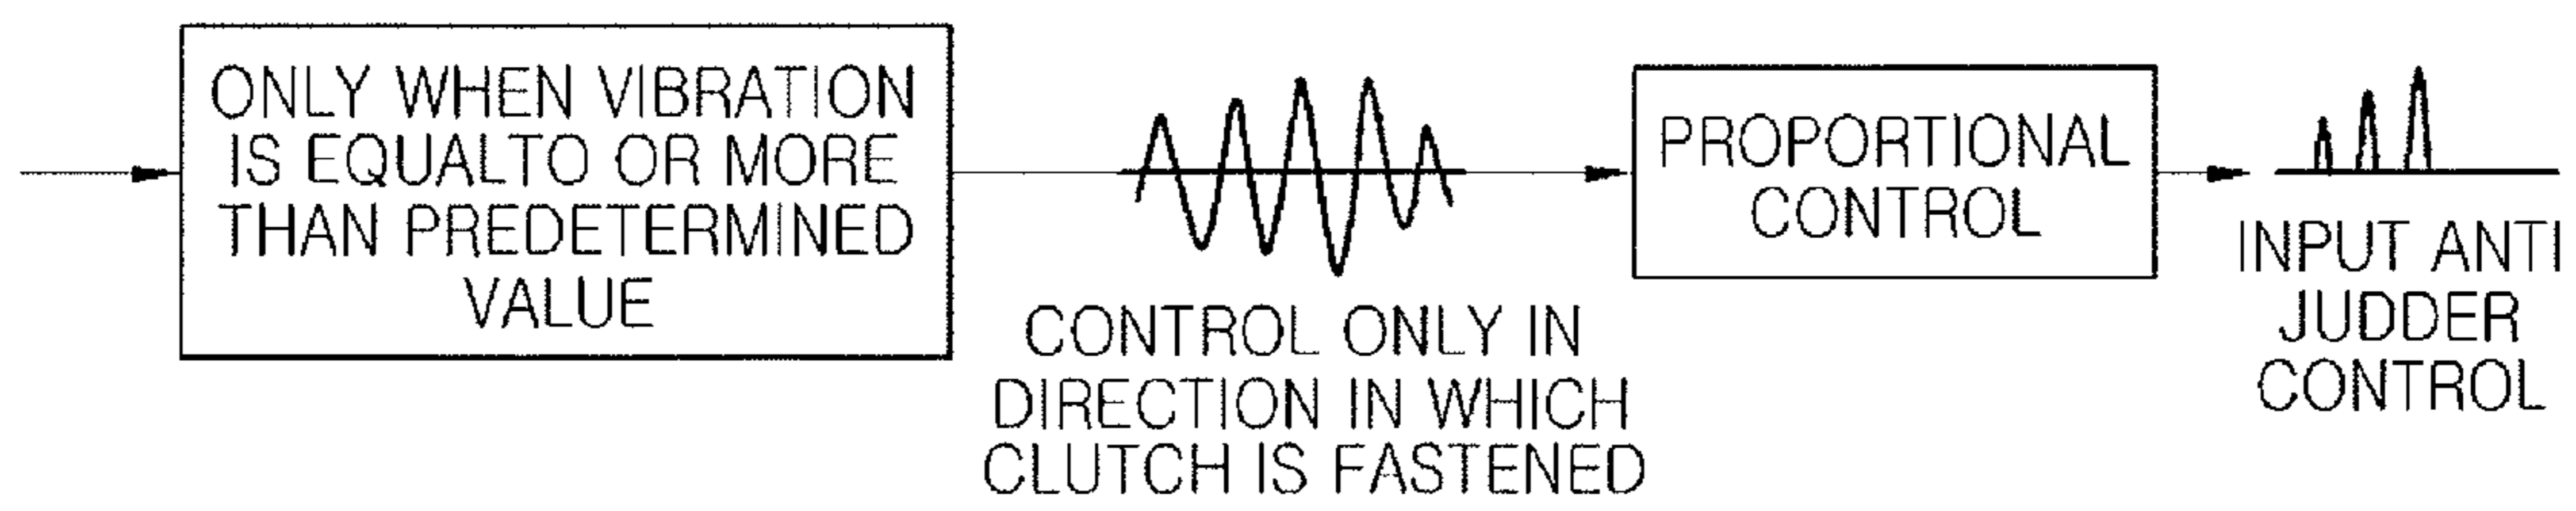 ONLY WHEN VIBRATION
IS EQUALTO OR MORE
THAN PREDETERMINED
VALUE
CONTROL ONLY IN
DIRECTION IN WHICH
CLUTCH IS FASTENED
PROPORTIONAL
CONTROL
INPUT ANTI
JUDDER
CONTROL